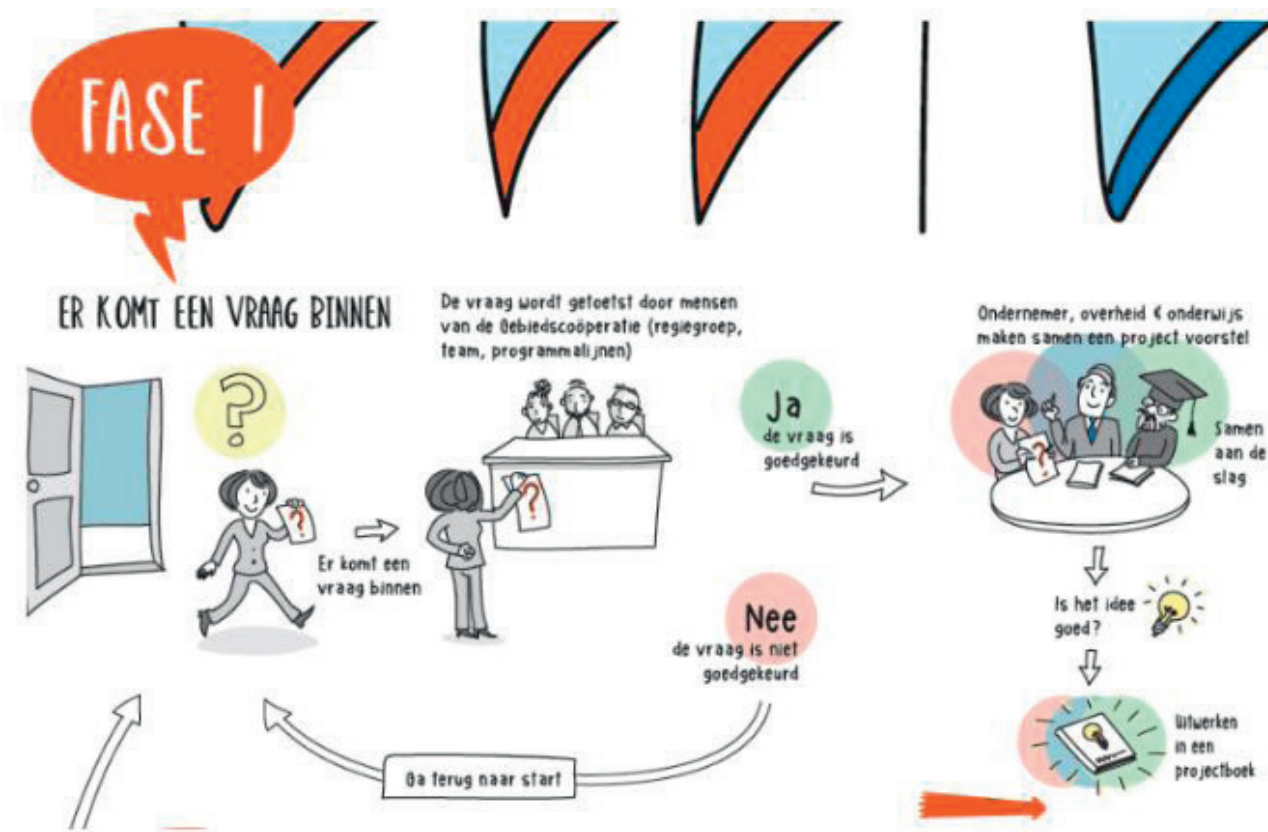 FASE 1
ER KOMT EEN VRAAG BINNEN
?
?
Er komt een
vraag binnen
De vraag wordt getoetst door mensen
van de Gebiedscoöperatie (regiegroep,
team, programmalijnen)
?
Ja
de vraag is
goedgekeurd
Nee
de vraag is niet
goedgekeurd
Ga terug naar start
Ondernemer, overheid & onderwijs
maken samen een project voorstel
?
Samen
aan de
slag
Is het idee
goed?
Uitwerken
in een
projectboek